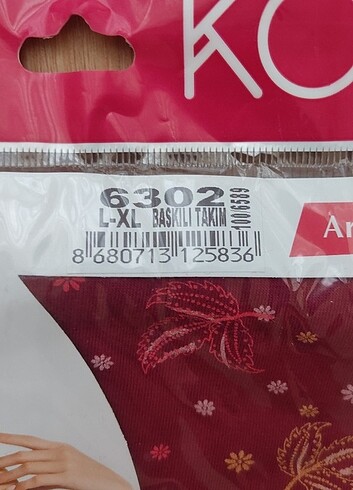 KO
6302
L-XL BASKILI TAKIM
100/6589
8 680713 125836
Ar